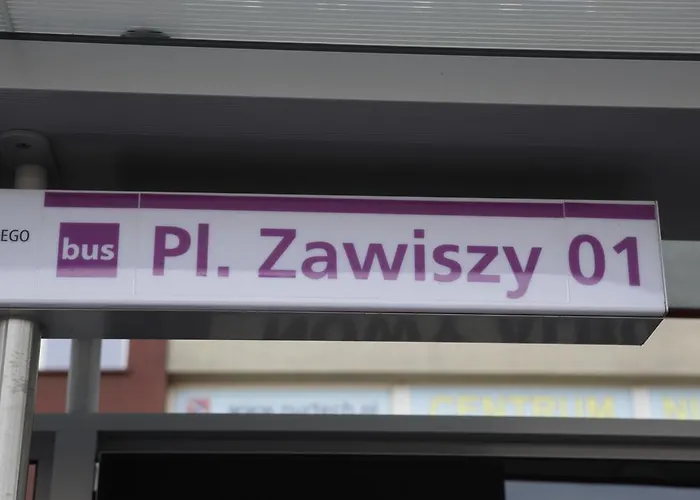 EGO
bus
Pl. Zawiszy 01
CENTRUM